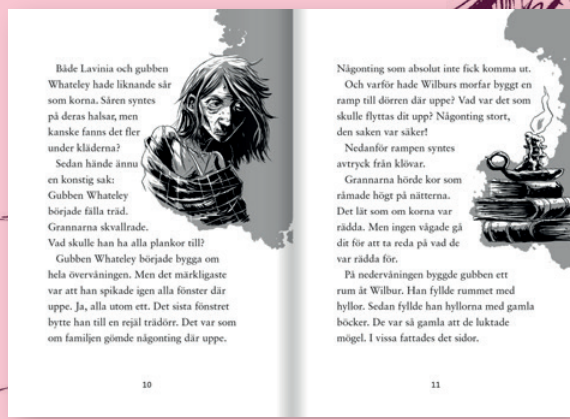 Både Lavinia och gubben
Whateley hade liknande sår
som korna. Såren syntes
på deras halsar, men
kanske fanns det fler
under kläderna?
Sedan hände ännu
en konstig sak:
Gubben Whateley
började fälla träd.
Grannarna skvallrade.
Vad skulle han ha alla plankor till?
Gubben Whateley började bygga om
hela övervåningen. Men det märkligaste
var att han spikade igen alla fönster där
uppe. Ja, alla utom ett. Det sista fönstret
bytte han till en rejäl trädörr. Det var som
om familjen gömde någonting där uppe.
10
Någonting som absolut inte fick komma ut.
Och varför hade Wilburs morfar byggt en
ramp till dörren där uppe? Vad var det som
skulle flyttas dit upp? Någonting stort,
den saken var säker!
Nedanför rampen syntes
avtryck från klövar.
Grannarna hörde kor som
råmade högt på nätterna.
Det lät som om korna var
rädda. Men ingen vågade gå
dit för att ta reda på vad de
var rädda för.
På nedervåningen byggde gubben ett
rum åt Wilbur. Han fyllde rummet med
hyllor. Sedan fyllde han hyllorna med gamla
böcker. De var så gamla att de luktade
mögel. I vissa fattades det sidor.
11